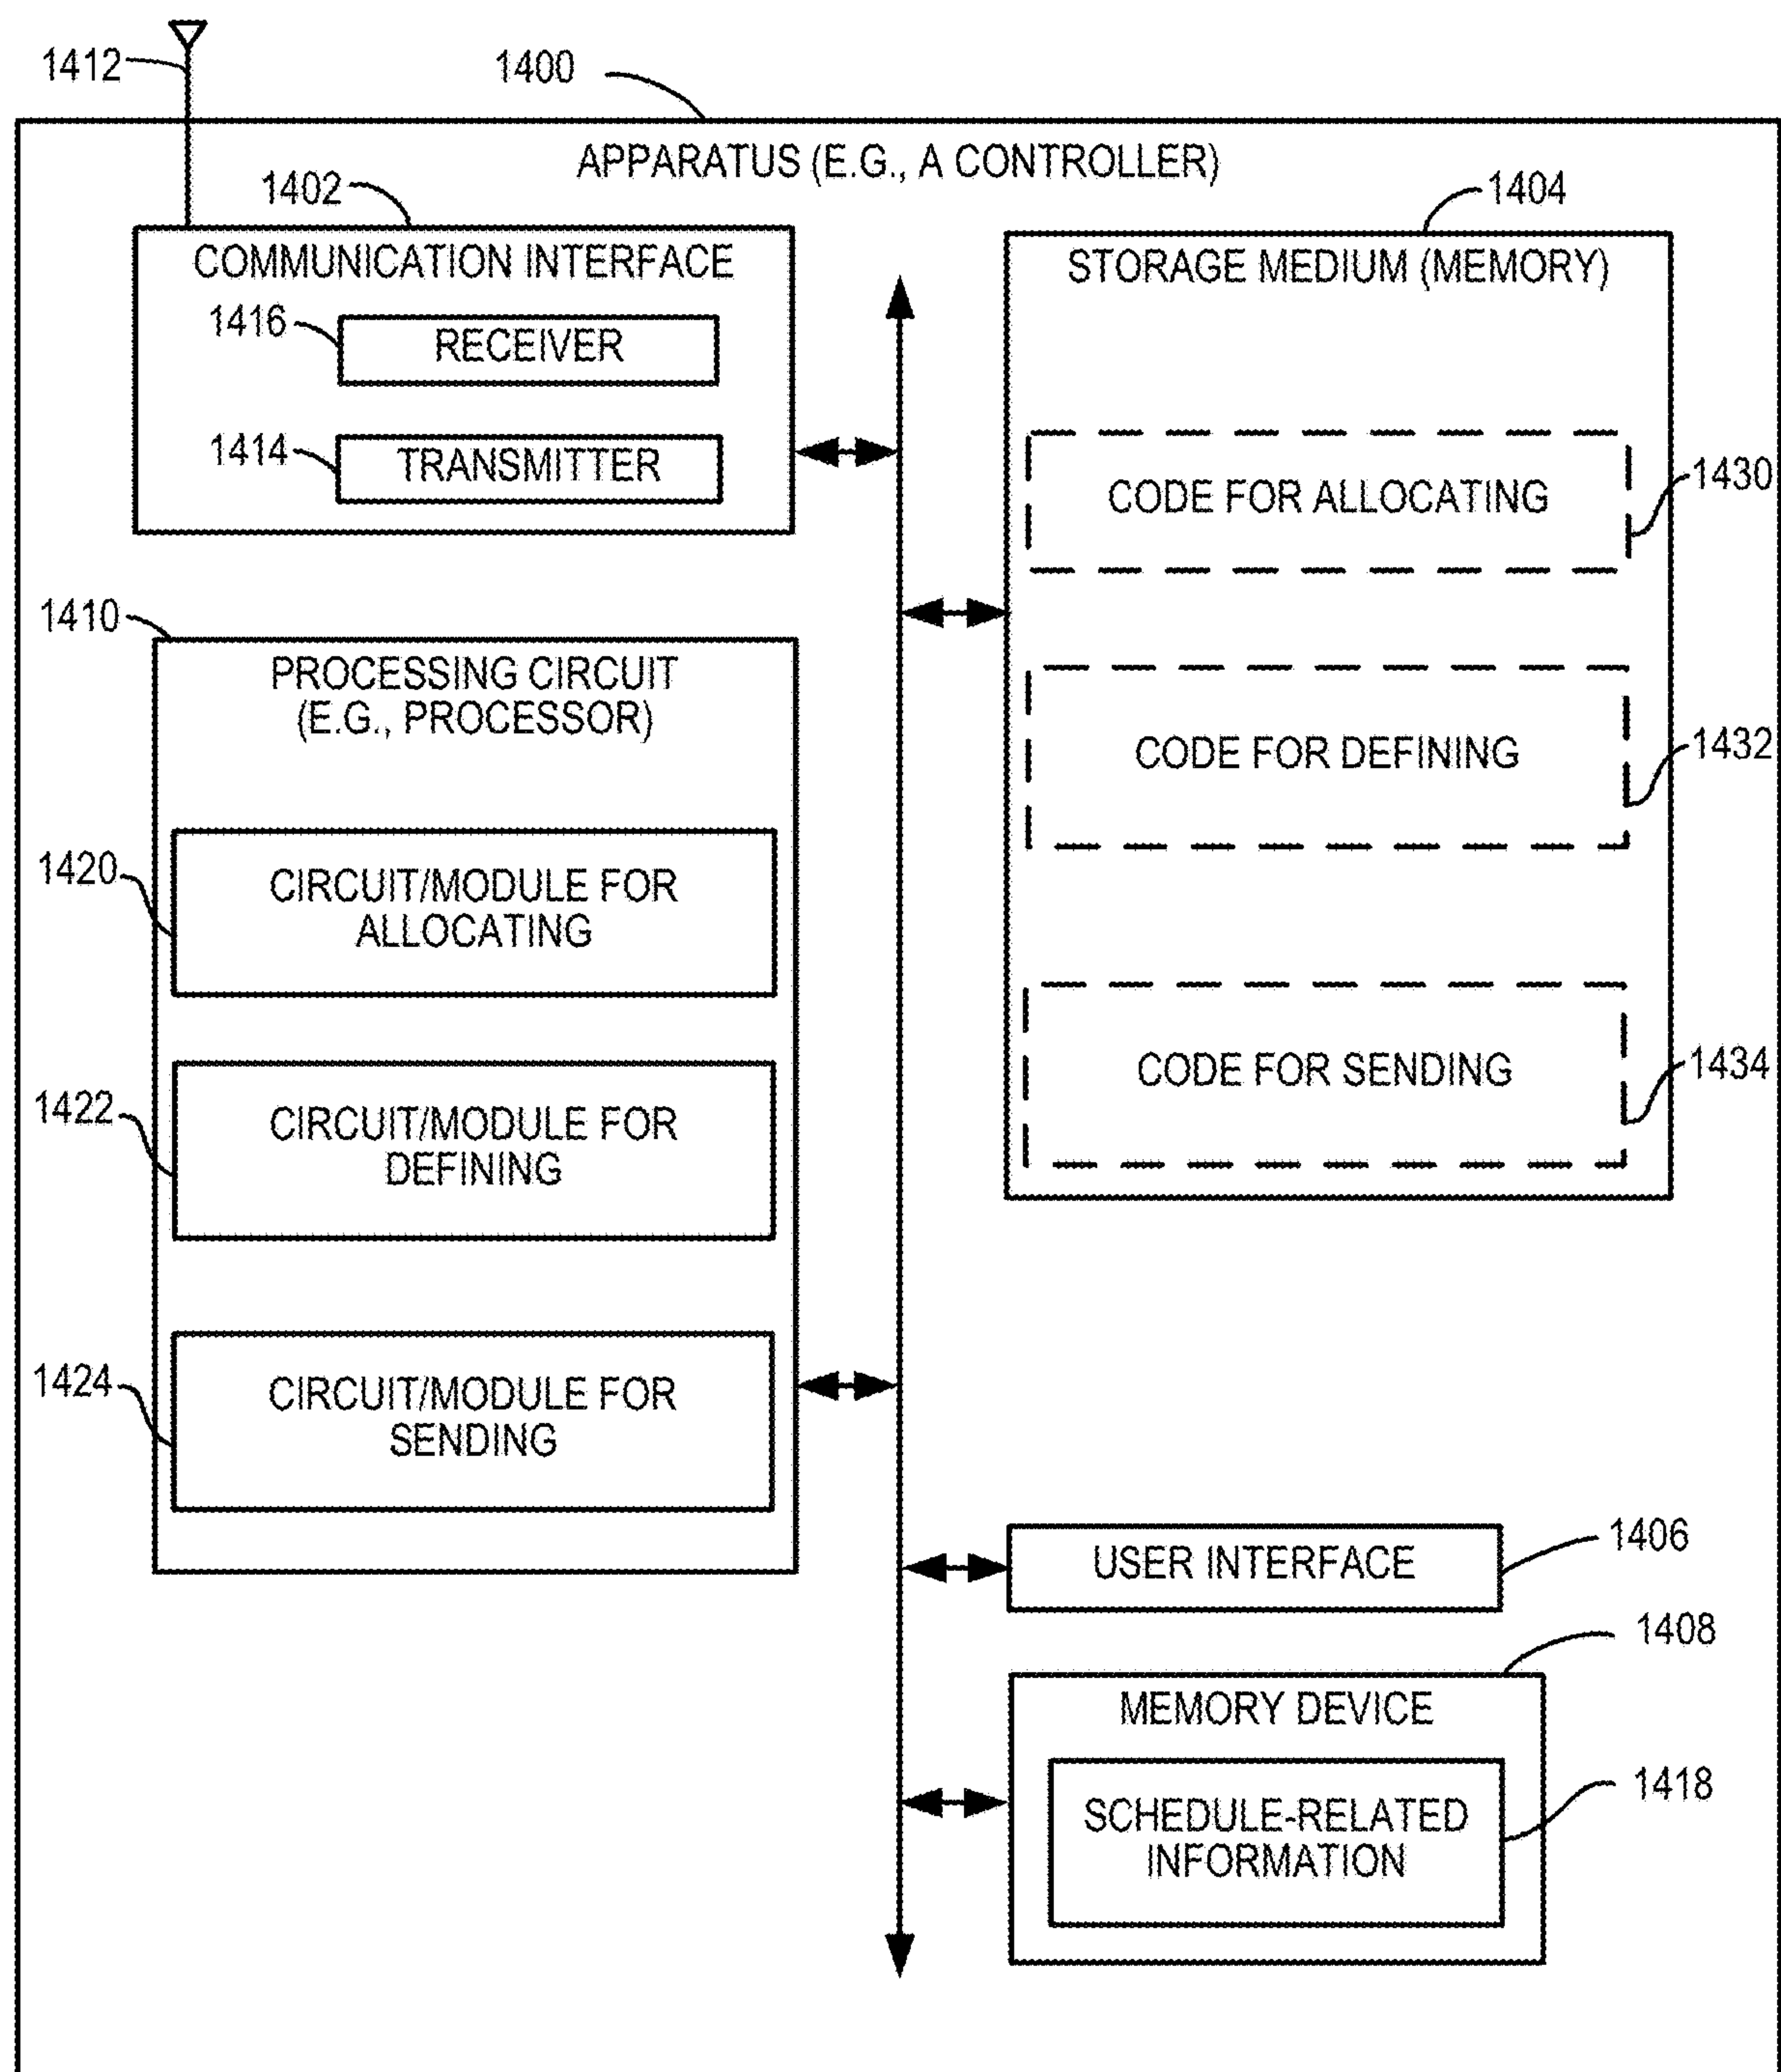 1412
1400
APPARATUS (E.G., A CONTROLLER)
1402
COMMUNICATION INTERFACE
1416
RECEIVER
1414
TRANSMITTER
1404
STORAGE MEDIUM (MEMORY)
CODE FOR ALLOCATING
1430
CODE FOR DEFINING
1432
CODE FOR SENDING
1434
1410
PROCESSING CIRCUIT
(E.G., PROCESSOR)
1420
CIRCUIT/MODULE FOR
ALLOCATING
1422
CIRCUIT/MODULE FOR
DEFINING
1424
CIRCUIT/MODULE FOR
SENDING
USER INTERFACE
1406
1408
MEMORY DEVICE
1418
SCHEDULE-RELATED
INFORMATION